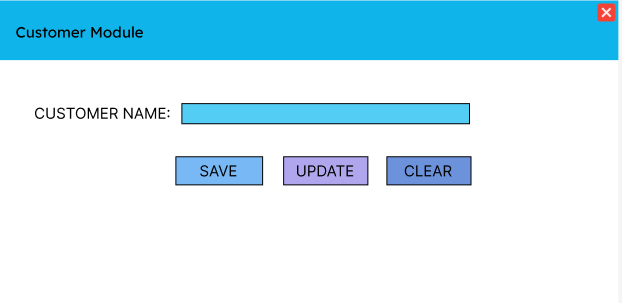 Customer Module
CUSTOMER NAME:
SAVE UPDATE CLEAR